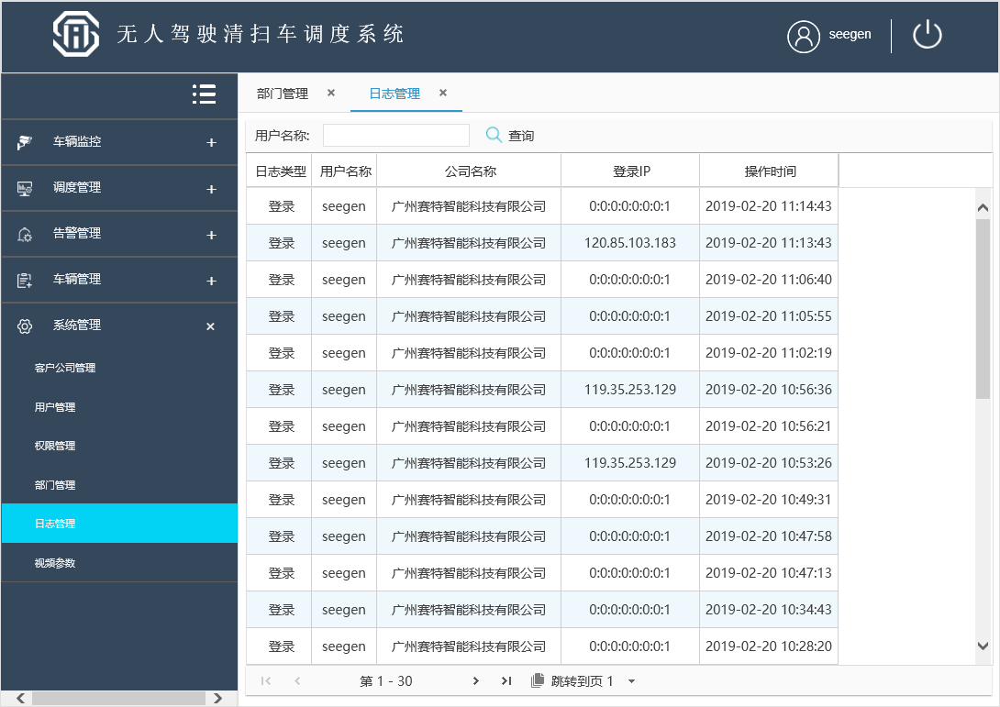 无人驾驶清扫车调度系统
seegen
部门管理 × 日志管理 ×
用户名称: 查询
车辆监控 +
调度管理 +
告警管理 +
车辆管理 +
系统管理 ×
客户公司管理
用户管理
权限管理
部门管理
日志管理
视频参数
日志类型 用户名称 公司名称 登录IP 操作时间
登录 seegen 广州赛特智能科技有限公司 0:0:0:0:0:0:0:1 2019-02-20 11:14:43
登录 seegen 广州赛特智能科技有限公司 120.85.103.183 2019-02-20 11:13:43
登录 seegen 广州赛特智能科技有限公司 0:0:0:0:0:0:0:1 2019-02-20 11:06:40
登录 seegen 广州赛特智能科技有限公司 0:0:0:0:0:0:0:1 2019-02-20 11:05:55
登录 seegen 广州赛特智能科技有限公司 0:0:0:0:0:0:0:1 2019-02-20 11:02:19
登录 seegen 广州赛特智能科技有限公司 119.35.253.129 2019-02-20 10:56:36
登录 seegen 广州赛特智能科技有限公司 0:0:0:0:0:0:0:1 2019-02-20 10:56:21
登录 seegen 广州赛特智能科技有限公司 119.35.253.129 2019-02-20 10:53:26
登录 seegen 广州赛特智能科技有限公司 0:0:0:0:0:0:0:1 2019-02-20 10:49:31
登录 seegen 广州赛特智能科技有限公司 0:0:0:0:0:0:0:1 2019-02-20 10:47:58
登录 seegen 广州赛特智能科技有限公司 0:0:0:0:0:0:0:1 2019-02-20 10:47:13
登录 seegen 广州赛特智能科技有限公司 0:0:0:0:0:0:0:1 2019-02-20 10:34:43
登录 seegen 广州赛特智能科技有限公司 0:0:0:0:0:0:0:1 2019-02-20 10:28:20
第 1 - 30 跳转到页 1